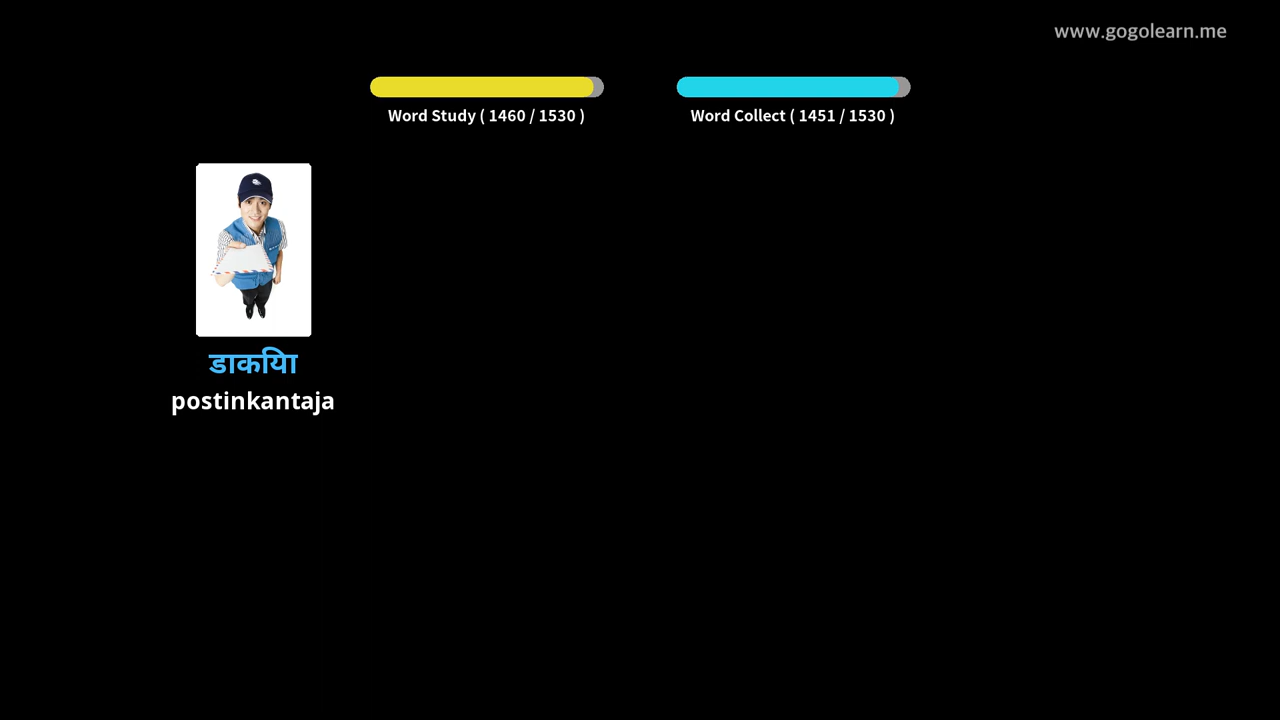 www.gogolearn.me
Word Study ( 1460 / 1530 )
Word Collect ( 1451 / 1530 )
डाकिया
postinkantaja